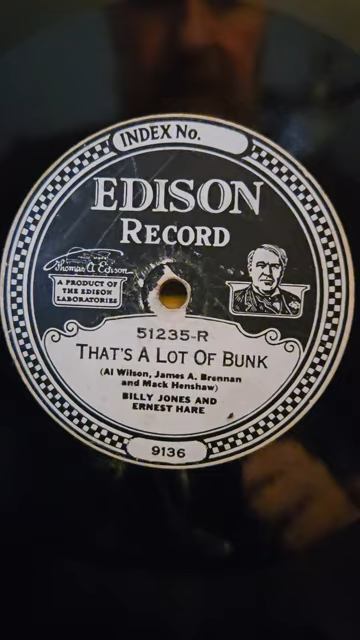 INDEX No.
EDISON
RECORD
Thomas A Edison
A PRODUCT OF
THE EDISON
LABORATORIES
51235-R
THAT'S A LOT OF BUNK
(Al Wilson, James A. Brennan
and Mack Henshaw)
BILLY JONES AND
ERNEST HARE
9136